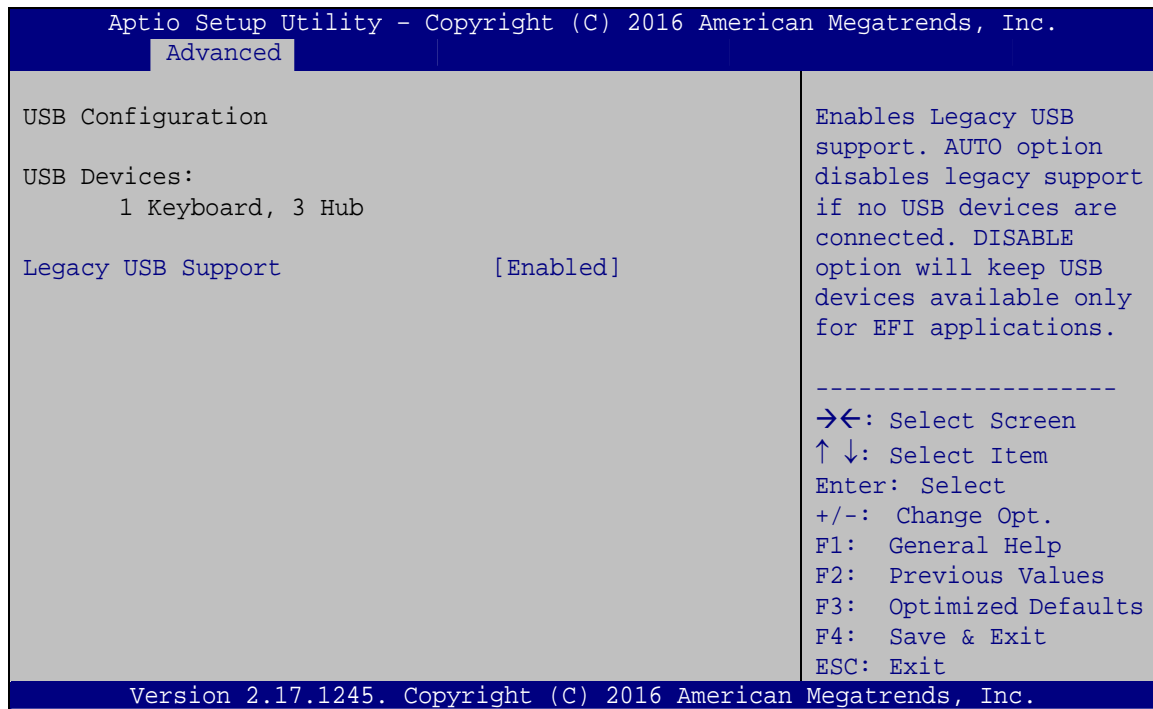 Aptio Setup Utility – Copyright (C) 2016 American Megatrends, Inc.
Advanced
USB Configuration
USB Devices:
1 Keyboard, 3 Hub
Legacy USB Support [Enabled]
Enables Legacy USB
support. AUTO option
disables legacy support
if no USB devices are
connected. DISABLE
option will keep USB
devices available only
for EFI applications.
---------------------
→←: Select Screen
↑ ↓: Select Item
Enter: Select
+/-: Change Opt.
F1: General Help
F2: Previous Values
F3: Optimized Defaults
F4: Save & Exit
ESC: Exit
Version 2.17.1245. Copyright (C) 2016 American Megatrends, Inc.